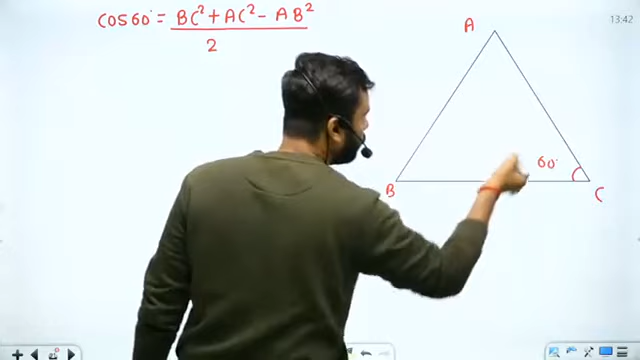 cos60° = BC² + AC² - AB²
2
A
60°
B
C
13:42